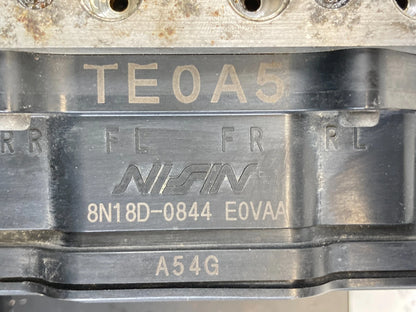 TE0A5
RR FL FR RL
NISSIN
8N18D-0844 E0VAA
A54G